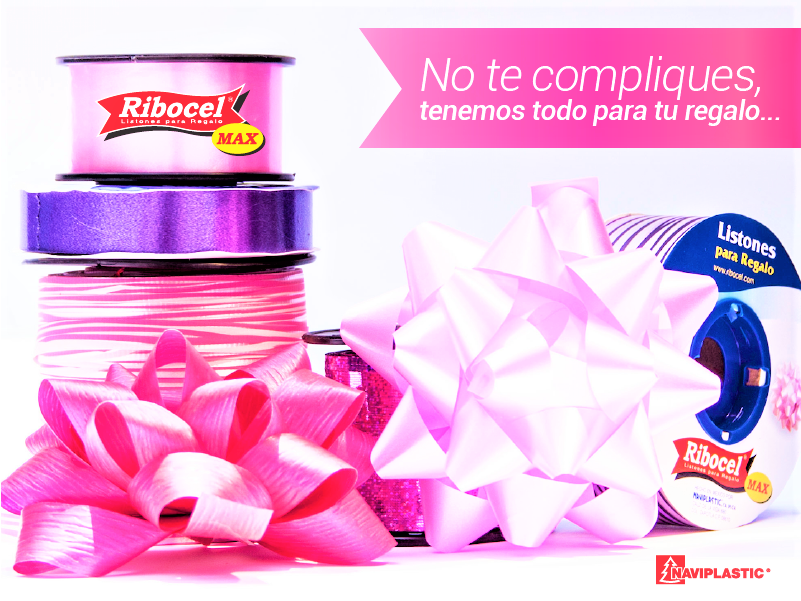 No te compliques,
tenemos todo para tu regalo...
Ribocel
Listones para Regalo
MAX
Listones
para Regalo
www.ribocel.com
Ribocel
Listones para Regalo
MAX
NAVIPLASTIC
NAVIPLASTIC®